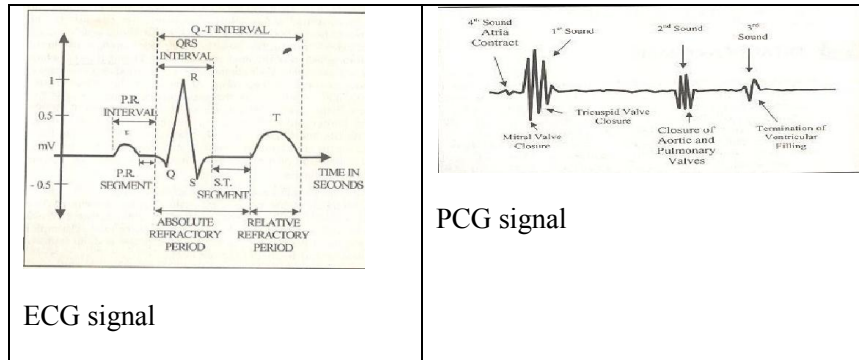 Q -T INTERVAL
QRS
INTERVAL
R
1
P.R.
INTERVAL
T
0.5
mV
TIME IN
SECONDS
P.R.
SEGMENT
Q
S
S.T.
SEGMENT
- 0.5
ABSOLUTE
REFRACTORY
PERIOD
RELATIVE
REFRACTORY
PERIOD
ECG signal
4th Sound
Atria
Contract
1st Sound
2nd Sound
3rd
Sound
Mitral Valve
Closure
Tricuspid Valve
Closure
Closure of
Aortic and
Pulmonary
Valves
Termination of
Ventricular
Filling
PCG signal